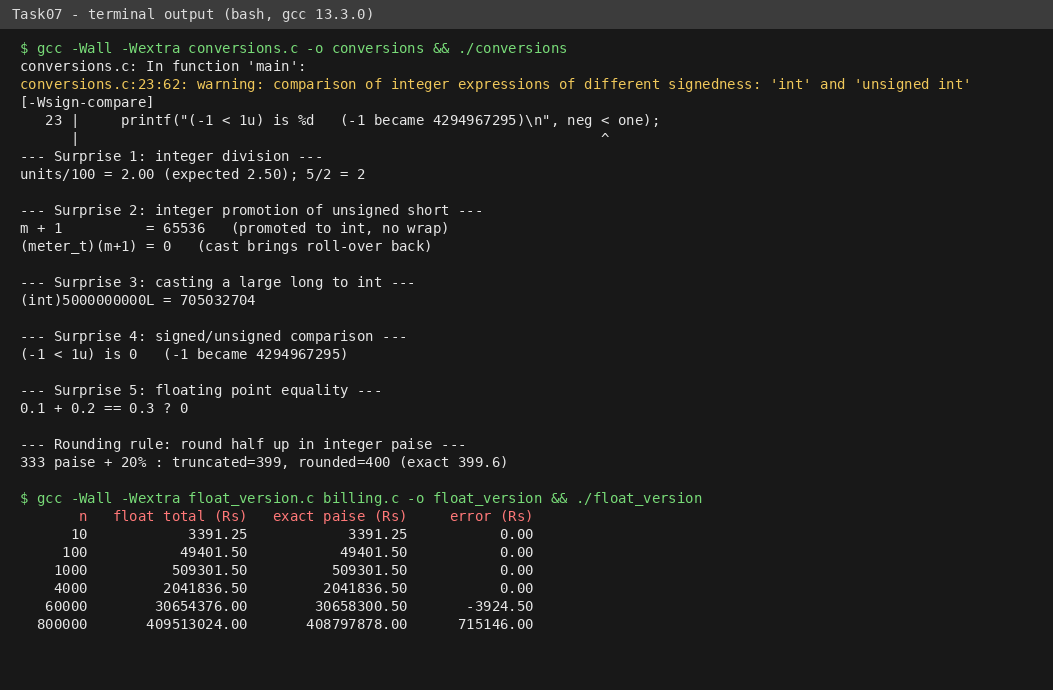 Task07 - terminal output (bash, gcc 13.3.0)
$ gcc -Wall -Wextra conversions.c -o conversions && ./conversions
conversions.c: In function 'main':
conversions.c:23:62: warning: comparison of integer expressions of different signedness: 'int' and 'unsigned int'
[-Wsign-compare]
   23 |     printf("(-1 < 1u) is %d   (-1 became 4294967295)\n", neg < one);
      |                                                              ^
--- Surprise 1: integer division ---
units/100 = 2.00 (expected 2.50); 5/2 = 2
--- Surprise 2: integer promotion of unsigned short ---
m + 1          = 65536   (promoted to int, no wrap)
(meter_t)(m+1) = 0   (cast brings roll-over back)
--- Surprise 3: casting a large long to int ---
(int)5000000000L = 705032704
--- Surprise 4: signed/unsigned comparison ---
(-1 < 1u) is 0   (-1 became 4294967295)
--- Surprise 5: floating point equality ---
0.1 + 0.2 == 0.3 ? 0
--- Rounding rule: round half up in integer paise ---
333 paise + 20% : truncated=399, rounded=400 (exact 399.6)
$ gcc -Wall -Wextra float_version.c billing.c -o float_version && ./float_version
       n   float total (Rs)   exact paise (Rs)     error (Rs)
      10            3391.25            3391.25           0.00
     100           49401.50           49401.50           0.00
    1000          509301.50          509301.50           0.00
    4000         2041836.50         2041836.50           0.00
   60000        30654376.00        30658300.50       -3924.50
  800000       409513024.00       408797878.00      715146.00